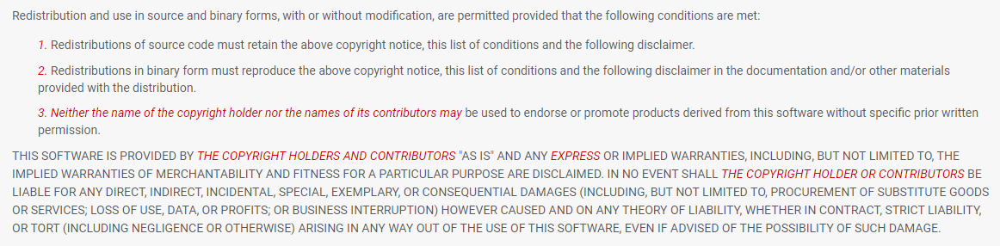 Redistribution and use in source and binary forms, with or without modification, are permitted provided that the following conditions are met:
1. Redistributions of source code must retain the above copyright notice, this list of conditions and the following disclaimer.
2. Redistributions in binary form must reproduce the above copyright notice, this list of conditions and the following disclaimer in the documentation and/or other materials
provided with the distribution.
3. Neither the name of the copyright holder nor the names of its contributors may be used to endorse or promote products derived from this software without specific prior written
permission.
THIS SOFTWARE IS PROVIDED BY THE COPYRIGHT HOLDERS AND CONTRIBUTORS "AS IS" AND ANY EXPRESS OR IMPLIED WARRANTIES, INCLUDING, BUT NOT LIMITED TO, THE
IMPLIED WARRANTIES OF MERCHANTABILITY AND FITNESS FOR A PARTICULAR PURPOSE ARE DISCLAIMED. IN NO EVENT SHALL THE COPYRIGHT HOLDER OR CONTRIBUTORS BE
LIABLE FOR ANY DIRECT, INDIRECT, INCIDENTAL, SPECIAL, EXEMPLARY, OR CONSEQUENTIAL DAMAGES (INCLUDING, BUT NOT LIMITED TO, PROCUREMENT OF SUBSTITUTE GOODS
OR SERVICES; LOSS OF USE, DATA, OR PROFITS; OR BUSINESS INTERRUPTION) HOWEVER CAUSED AND ON ANY THEORY OF LIABILITY, WHETHER IN CONTRACT, STRICT LIABILITY,
OR TORT (INCLUDING NEGLIGENCE OR OTHERWISE) ARISING IN ANY WAY OUT OF THE USE OF THIS SOFTWARE, EVEN IF ADVISED OF THE POSSIBILITY OF SUCH DAMAGE.